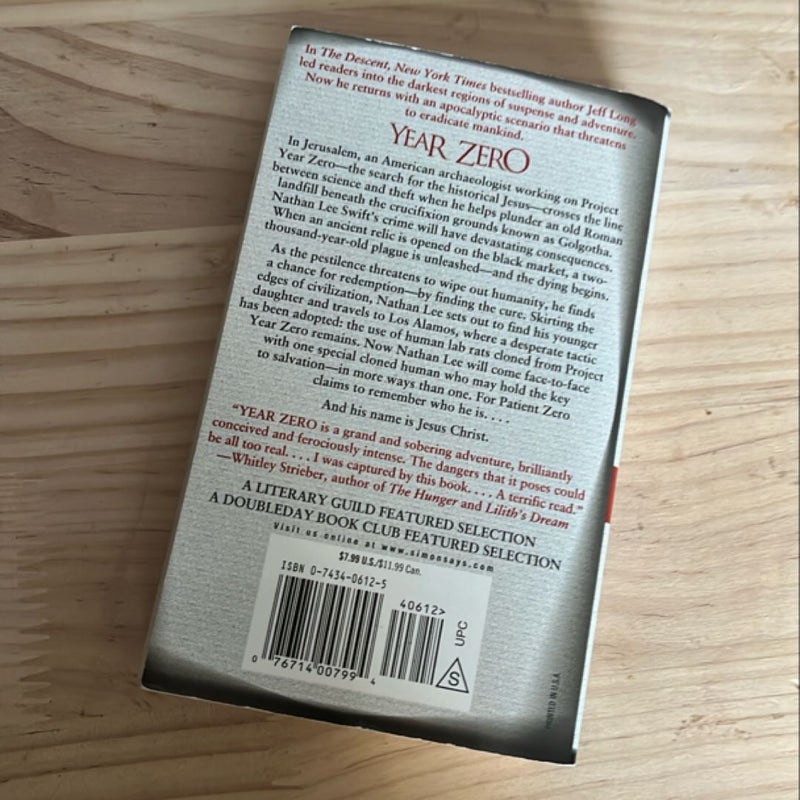 In The Descent, New York Times bestselling author Jeff Long
led readers into the darkest regions of suspense and adventure.
Now he returns with an apocalyptic scenario that threatens
to eradicate mankind.
YEAR ZERO
In Jerusalem, an American archaeologist working on Project
Year Zero—the search for the historical Jesus—crosses the line
between science and theft when he helps plunder an old Roman
landfill beneath the crucifixion grounds known as Golgotha.
Nathan Lee Swift's crime will have devastating consequences.
When an ancient relic is opened on the black market, a two-
thousand-year-old plague is unleashed—and the dying begins.
As the pestilence threatens to wipe out humanity, he finds
a chance for redemption—by finding the cure. Skirting the
edges of civilization, Nathan Lee sets out to find his younger
daughter and travels to Los Alamos, where a desperate tactic
has been adopted: the use of human lab rats cloned from Project
Year Zero remains. Now Nathan Lee will come face-to-face
with one special cloned human who may hold the key
to salvation—in more ways than one. For Patient Zero
claims to remember who he is. . . .
And his name is Jesus Christ.
"YEAR ZERO is a grand and sobering adventure, brilliantly
conceived and ferociously intense. The dangers that it poses could
be all too real. . . . I was captured by this book. . . . A terrific read."
—Whitley Strieber, author of The Hunger and Lilith's Dream
A LITERARY GUILD FEATURED SELECTION
A DOUBLEDAY BOOK CLUB FEATURED SELECTION
Visit us online at www.simonsays.com
$7.99 U.S./$11.99 Can.
ISBN 0-7434-0612-5
40612>
UPC
S
0 76714 00799 4
PRINTED IN U.S.A